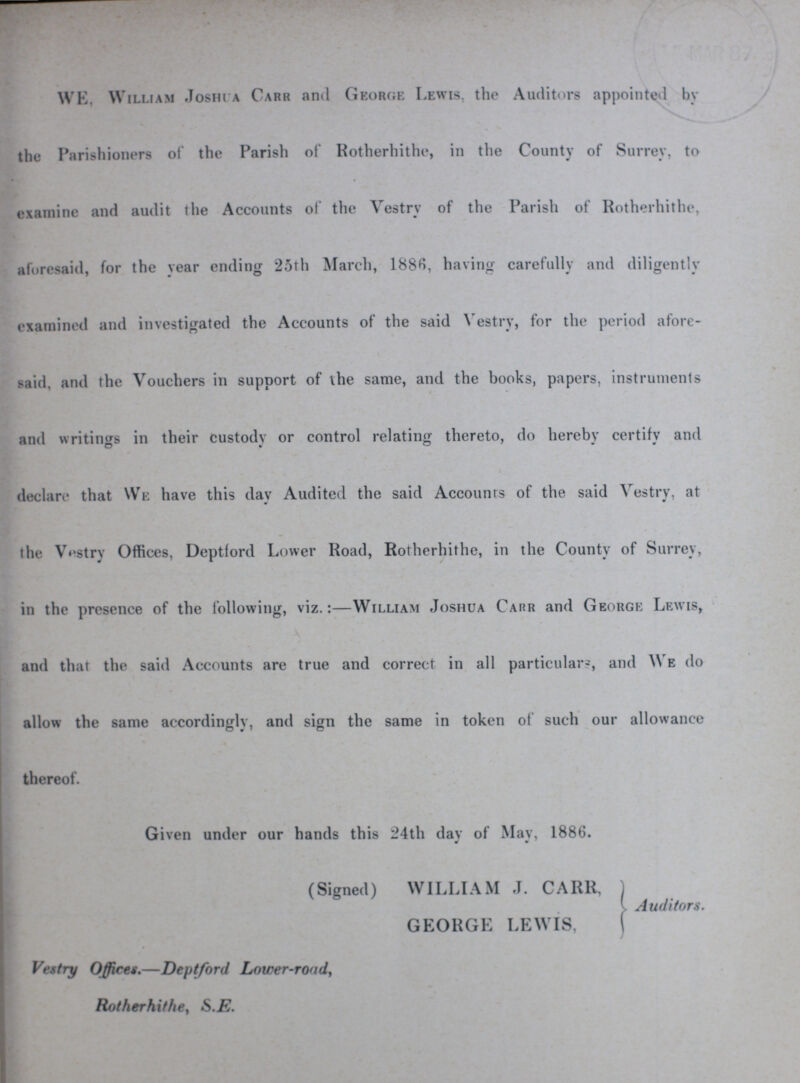 WE, WILLIAM JOSHUA CARR and GEORGE LEWIS, the Auditors appointed by
the Parishioners of the Parish of Rotherhithe, in the County of Surrey, to
examine and audit the Accounts of the Vestry of the Parish of Rotherhithe,
aforesaid, for the year ending 25th March, 1886, having carefully and diligently
examined and investigated the Accounts of the said Vestry, for the period afore-
said, and the Vouchers in support of the same, and the books, papers, instruments
and writings in their custody or control relating thereto, do hereby certify and
declare that WE have this day Audited the said Accounts of the said Vestry, at
the Vestry Offices, Deptford Lower Road, Rotherhithe, in the County of Surrey,
in the presence of the following, viz.:—WILLIAM JOSHUA CARR and GEORGE LEWIS,
and that the said Accounts are true and correct in all particulars, and WE do
allow the same accordingly, and sign the same in token of such our allowance
thereof.
Given under our hands this 24th day of May, 1886.
(Signed) WILLIAM J. CARR,
GEORGE LEWIS,
Auditors.
Vestry Offices.—Deptford Lower-road,
Rotherhithe, S.E.